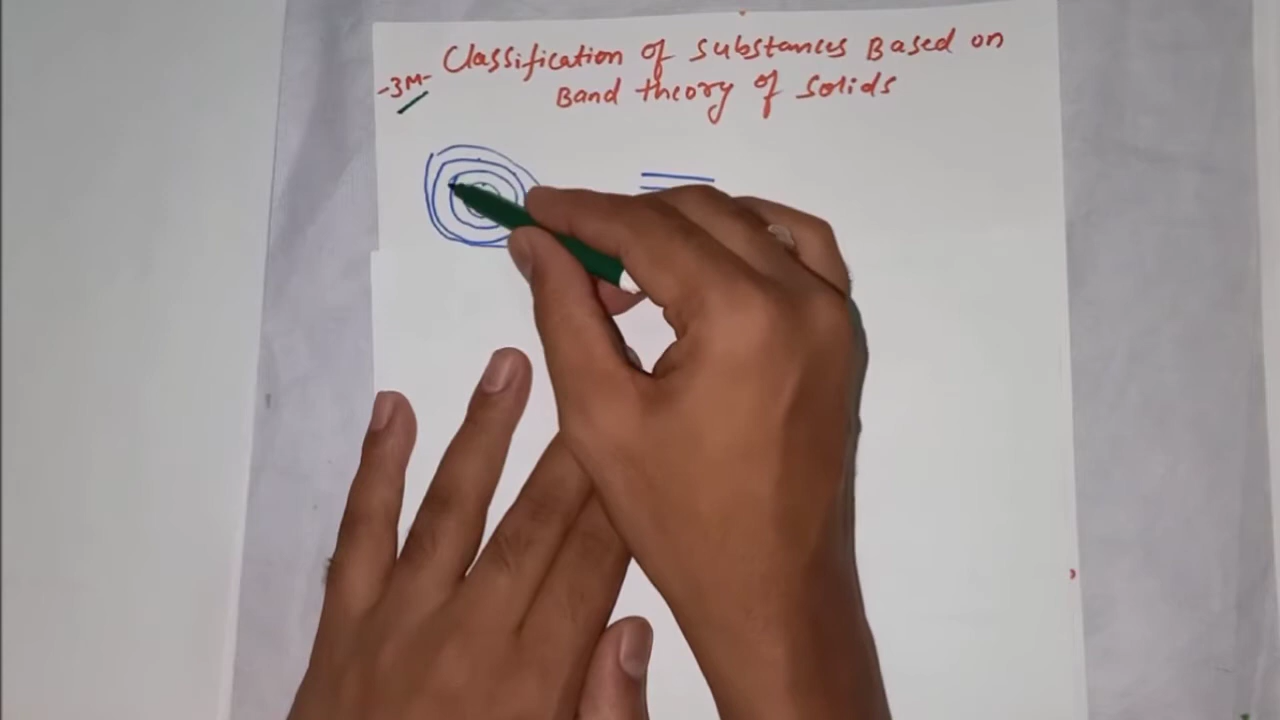 Classification of Substances Based on
-3M-
Band theory of Solids